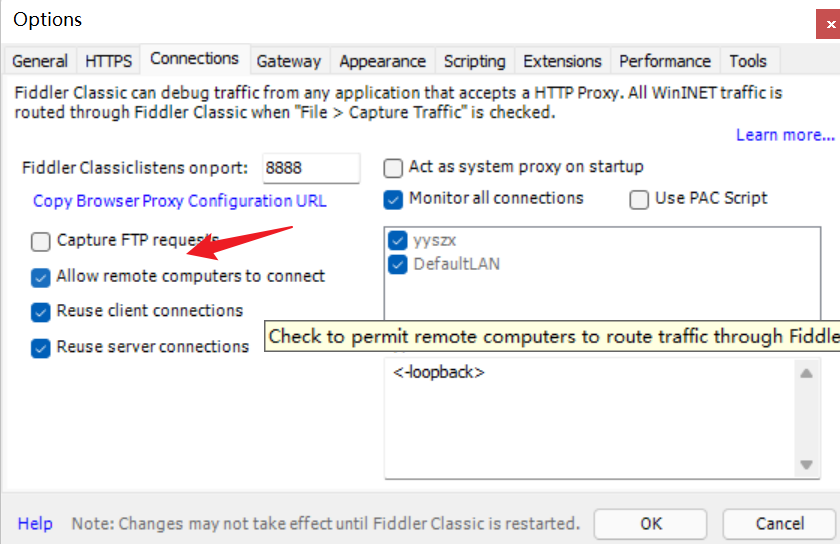 Options
General HTTPS Connections Gateway Appearance Scripting Extensions Performance Tools
Fiddler Classic can debug traffic from any application that accepts a HTTP Proxy. All WinINET traffic is
routed through Fiddler Classic when "File > Capture Traffic" is checked.
Learn more...
Fiddler Classiclistens on port: 8888
Copy Browser Proxy Configuration URL
Capture FTP requests
Allow remote computers to connect
Reuse client connections
Reuse server connections
Act as system proxy on startup
Monitor all connections
Use PAC Script
yyszx
DefaultLAN
Check to permit remote computers to route traffic through Fiddle
<-loopback>
Help Note: Changes may not take effect until Fiddler Classic is restarted. OK Cancel